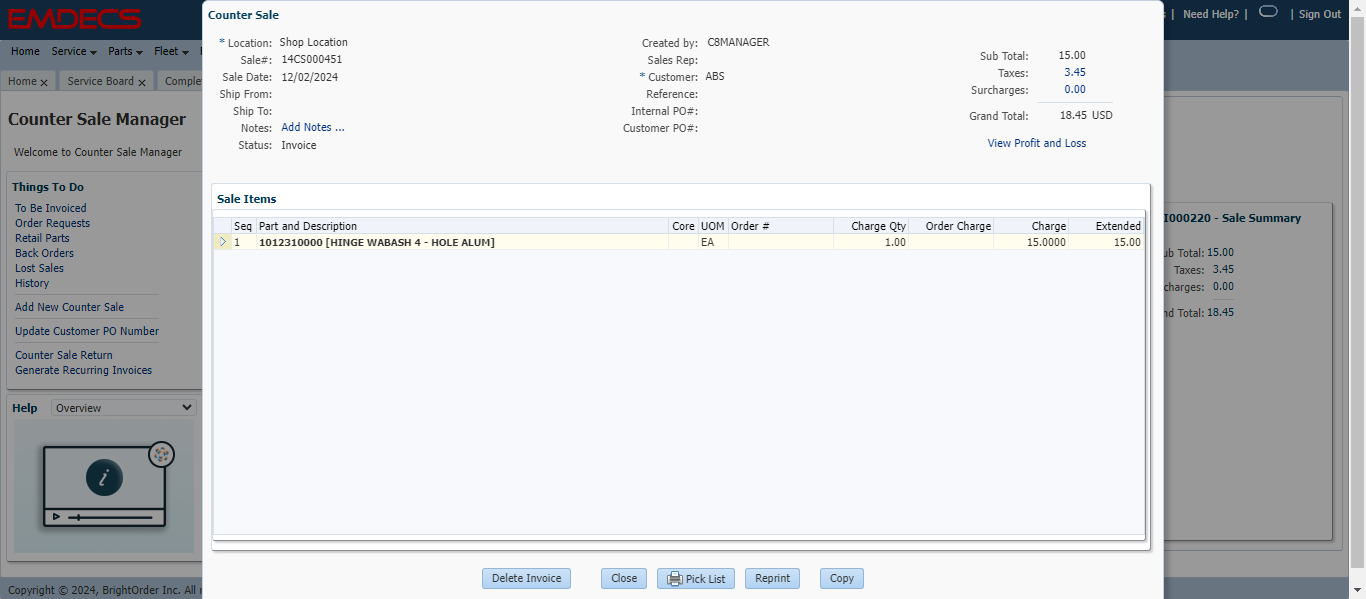 EMDECS
Need Help? | | Sign Out
Home Service Parts Fleet
Home x Service Board x
Counter Sale Manager
Welcome to Counter Sale Manager
Things To Do
To Be Invoiced
Order Requests
Retail Parts
Back Orders
Lost Sales
History
Add New Counter Sale
Update Customer PO Number
Counter Sale Return
Generate Recurring Invoices
Help Overview
i
Copyright © 2024, BrightOrder Inc. All
Counter Sale
* Location: Shop Location
Sale#: 14CS000451
Sale Date: 12/02/2024
Ship From:
Ship To:
Notes: Add Notes ...
Status: Invoice
Created by: C8MANAGER
Sales Rep:
* Customer: ABS
Reference:
Internal PO#:
Customer PO#:
Sub Total: 15.00
Taxes: 3.45
Surcharges: 0.00
Grand Total: 18.45 USD
View Profit and Loss
Sale Items
Seq Part and Description Core UOM Order # Charge Qty Order Charge Charge Extended
1 1012310000 [HINGE WABASH 4 - HOLE ALUM] EA 1.00 15.0000 15.00
Delete Invoice Close Pick List Reprint Copy
I000220 - Sale Summary
ub Total: 15.00
Taxes: 3.45
charges: 0.00
nd Total: 18.45